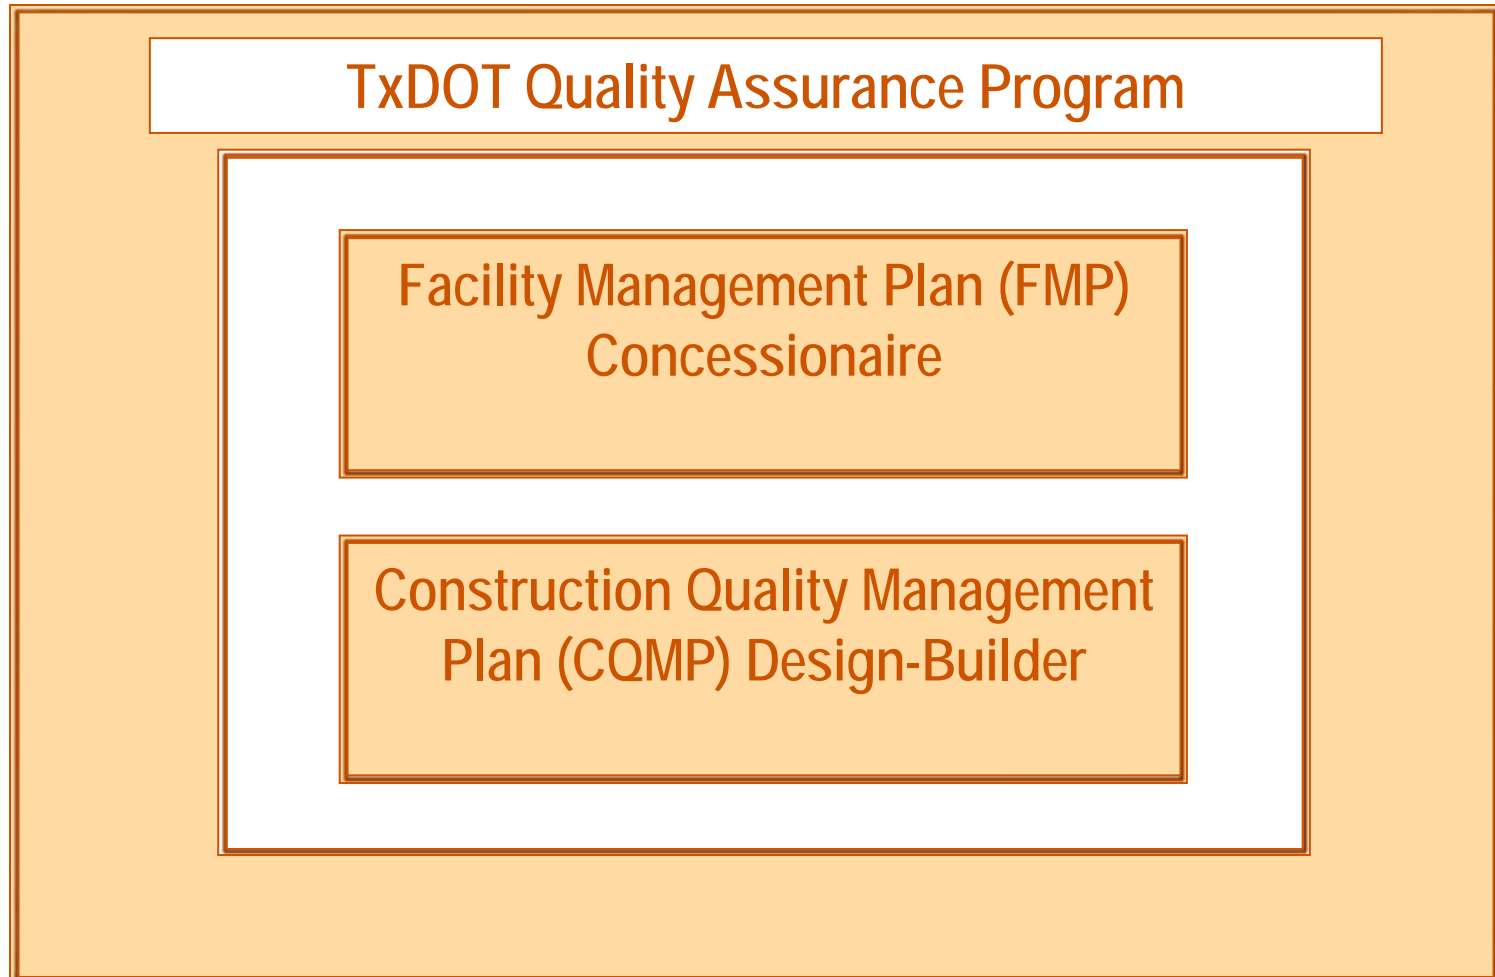 TxDOT Quality Assurance Program
Facility Management Plan (FMP)
Concessionaire
Construction Quality Management
Plan (CQMP) Design-Builder